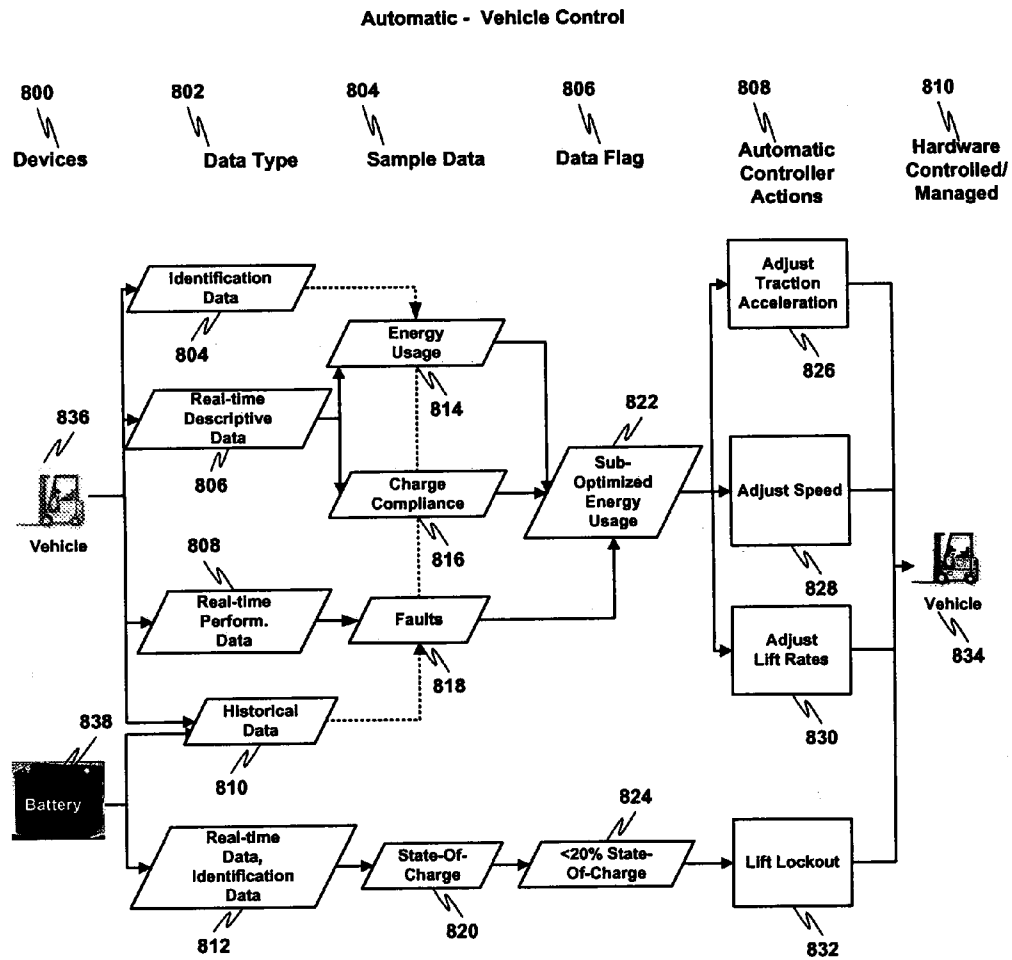 Automatic - Vehicle Control
800
802
804
806
808
810
Devices
Data Type
Sample Data
Data Flag
Automatic
Controller
Actions
Hardware
Controlled/
Managed
Identification
Data
804
Energy
Usage
814
Adjust
Traction
Acceleration
826
Real-time
Descriptive
Data
806
836
Vehicle
Charge
Compliance
816
822
Sub-
Optimized
Energy
Usage
Adjust Speed
828
808
Real-time
Perform.
Data
Faults
818
Adjust
Lift Rates
830
Vehicle
834
Historical
Data
810
838
Battery
Real-time
Data,
Identification
Data
812
State-Of-
Charge
820
824
<20% State-
Of-Charge
Lift Lockout
832